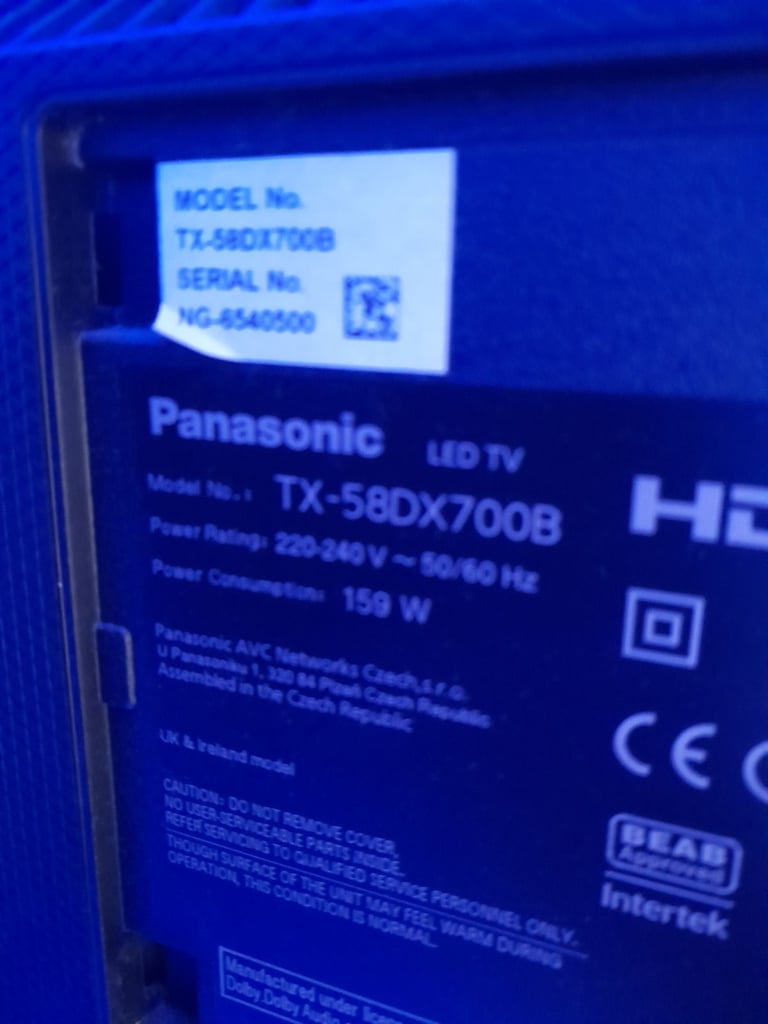 MODEL No.
TX-58DX700B
SERIAL No.
NG-6540500
Panasonic LED TV
Model No. : TX-58DX700B
HD
Power Rating: 220-240 V ~ 50/60 Hz
Power Consumption: 159 W
Panasonic AVC Networks Czech,s.r.o.
U Panasoniku 1, 320 84 Plzeň Czech Republic
Assembled in the Czech Republic
CE
UK & Ireland model
CAUTION: DO NOT REMOVE COVER,
NO USER-SERVICEABLE PARTS INSIDE.
REFER SERVICING TO QUALIFIED SERVICE PERSONNEL ONLY.
THOUGH SURFACE OF THE UNIT MAY FEEL WARM DURING
OPERATION, THIS CONDITION IS NORMAL.
BEAB
Approved
Intertek
Manufactured under
Dolby.Dolby Audio